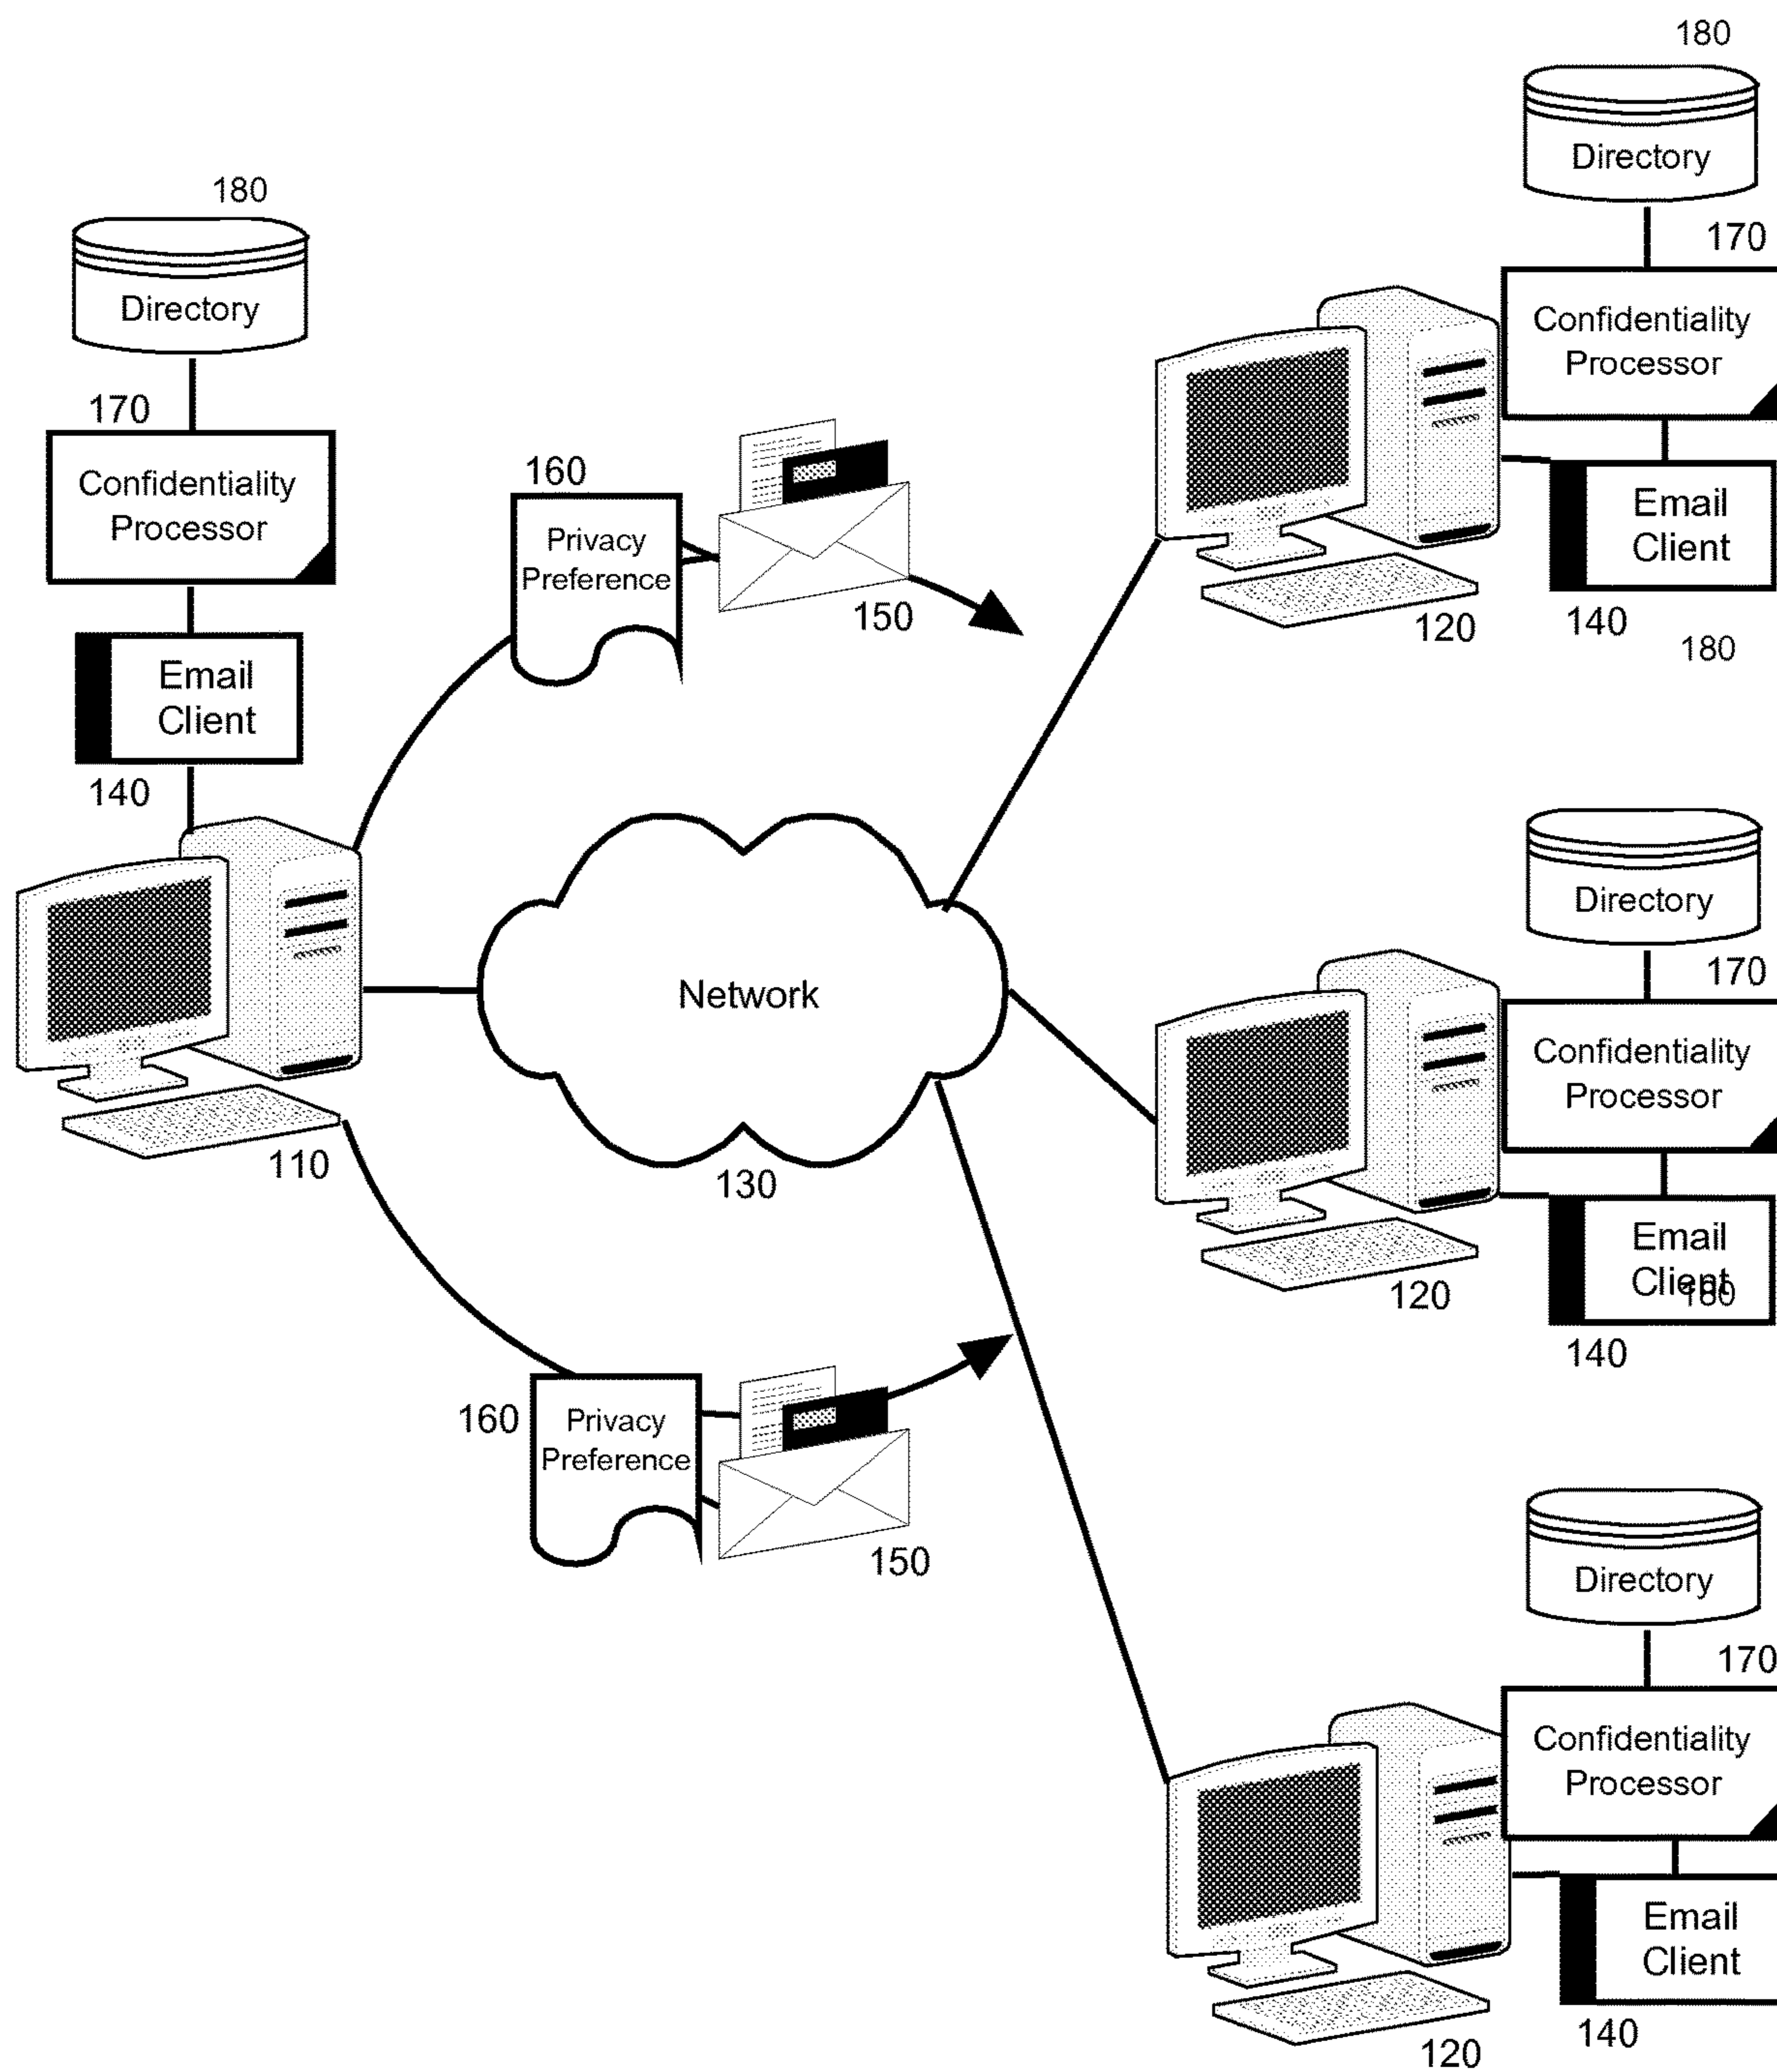 180
Directory
170
Confidentiality
Processor
Email
Client
140
120
180
180
Directory
170
Confidentiality
Processor
Email
Client
140
110
160
Privacy
Preference
150
Network
130
160
Privacy
Preference
150
Directory
170
Confidentiality
Processor
Email
Client
180
120
140
Directory
170
Confidentiality
Processor
Email
Client
140
120